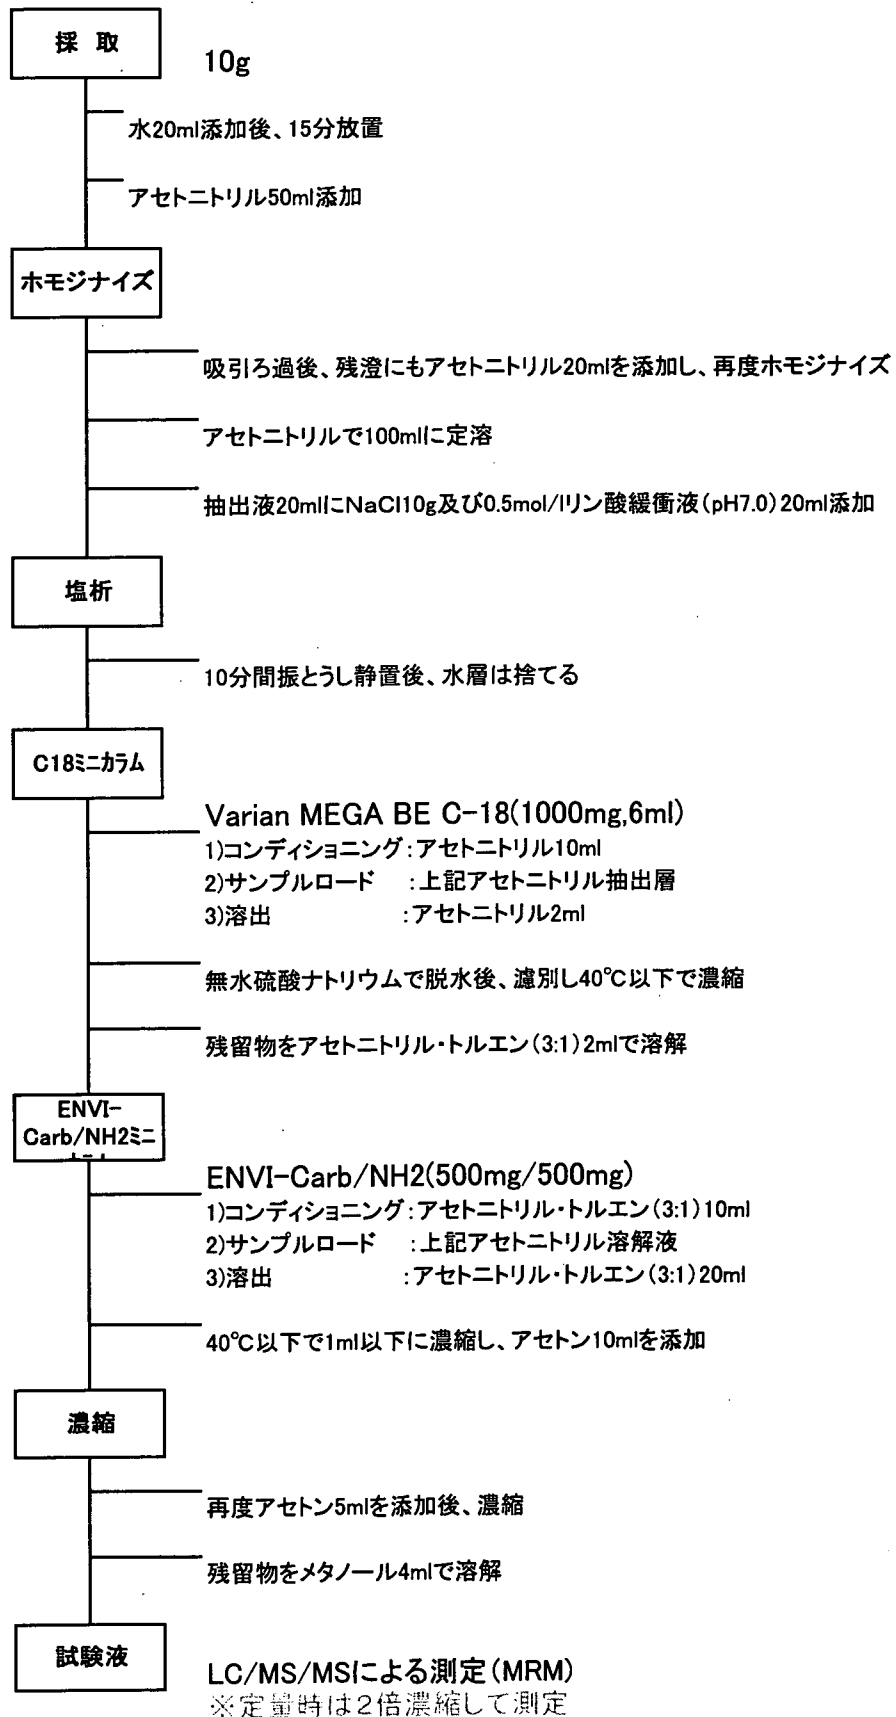 採 取
10g
水20ml添加後、15分放置
アセトニトリル50ml添加
ホモジナイズ
吸引ろ過後、残澄にもアセトニトリル20mlを添加し、再度ホモジナイズ
アセトニトリルで100mlに定溶
抽出液20mlにNaCl10g及び0.5mol/lリン酸緩衝液(pH7.0)20ml添加
塩析
10分間振とうし静置後、水層は捨てる
C18ミニカラム
Varian MEGA BE C-18(1000mg,6ml)
1)コンディショニング:アセトニトリル10ml
2)サンプルロード :上記アセトニトリル抽出層
3)溶出 :アセトニトリル2ml
無水硫酸ナトリウムで脱水後、濾別し40℃以下で濃縮
残留物をアセトニトリル・トルエン(3:1)2mlで溶解
ENVI-
Carb/NH2ミニ
ENVI-Carb/NH2(500mg/500mg)
1)コンディショニング:アセトニトリル・トルエン(3:1)10ml
2)サンプルロード :上記アセトニトリル溶解液
3)溶出 :アセトニトリル・トルエン(3:1)20ml
40℃以下で1ml以下に濃縮し、アセトン10mlを添加
濃縮
再度アセトン5mlを添加後、濃縮
残留物をメタノール4mlで溶解
試験液
LC/MS/MSによる測定(MRM)
※定量時は2倍濃縮して測定